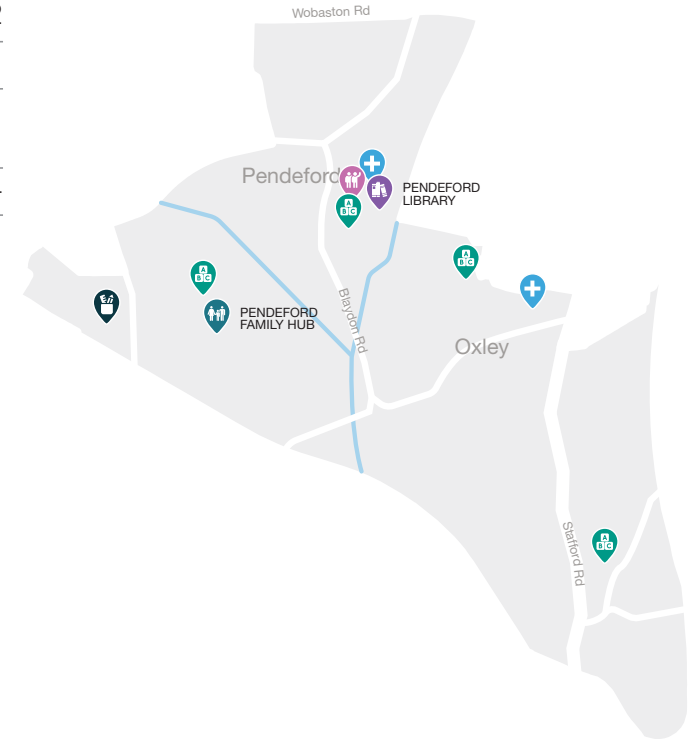 Wobaston Rd
Pendeford
PENDEFORD
LIBRARY
A
B C
A
B C
A
B C
PENDEFORD
FAMILY HUB
Blaydon Rd
Oxley
Stafford Rd
A
B C